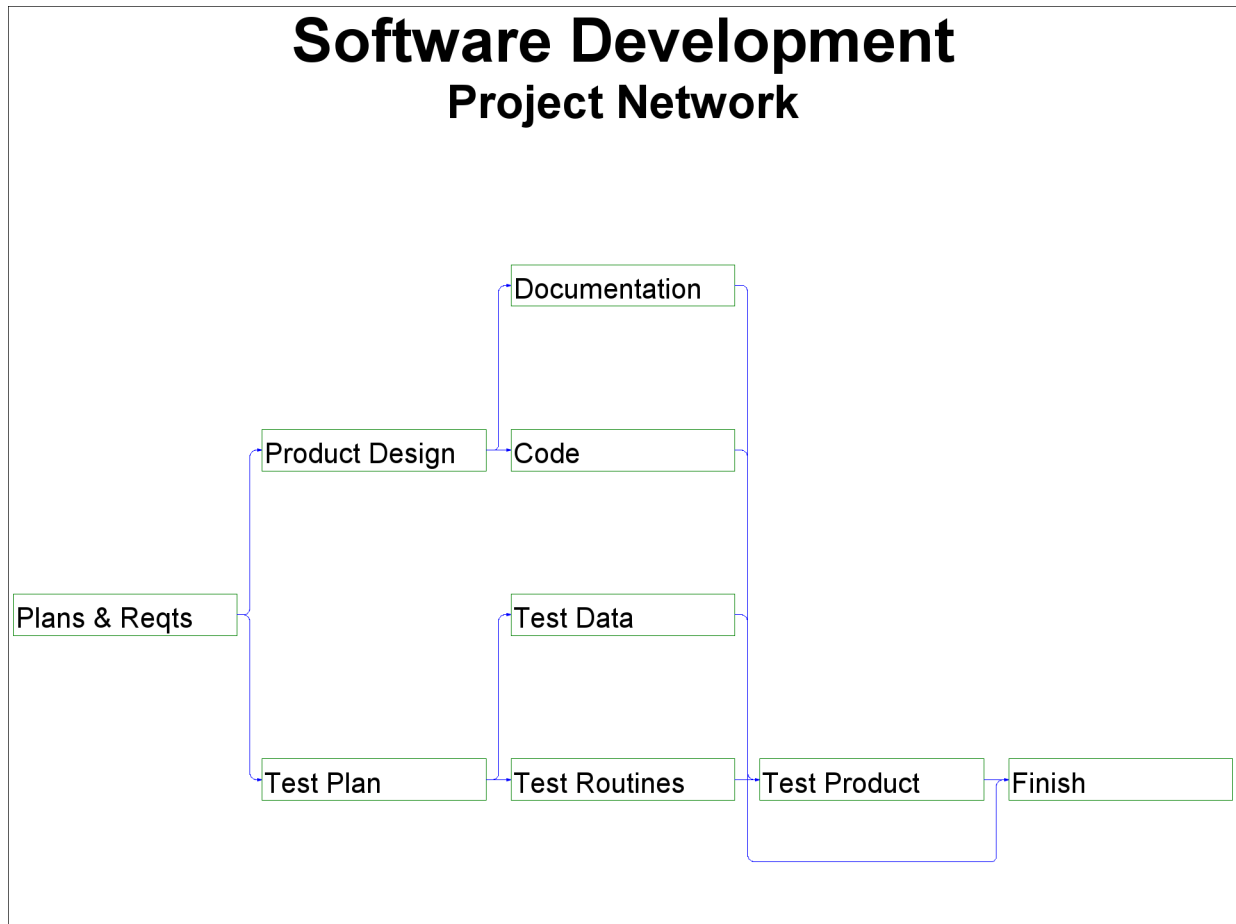 Software Development
Project Network
Documentation
Product Design
Code
Plans & Reqts
Test Data
Test Plan
Test Routines
Test Product
Finish